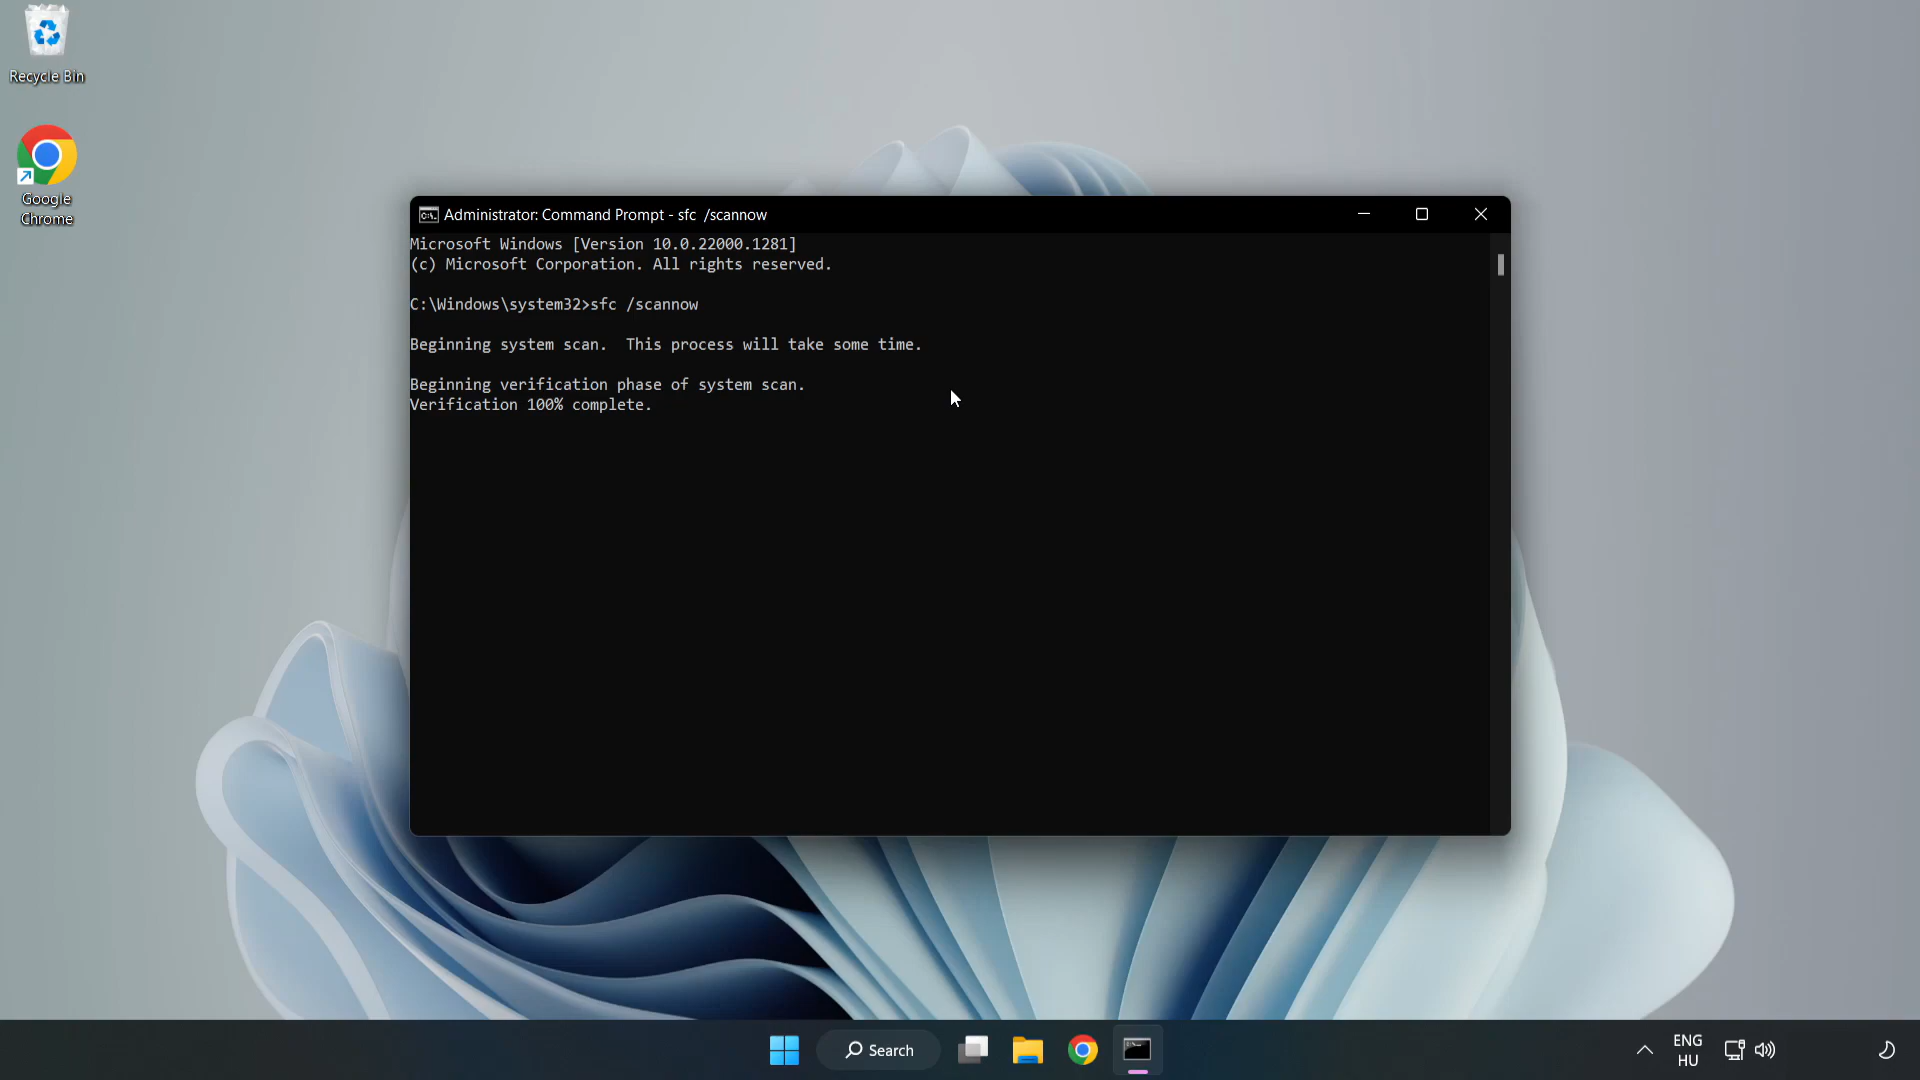 Recycle Bin
Google
Chrome
Administrator: Command Prompt - sfc  /scannow
Microsoft Windows [Version 10.0.22000.1281]
(c) Microsoft Corporation. All rights reserved.
C:\Windows\system32>sfc /scannow
Beginning system scan.  This process will take some time.
Beginning verification phase of system scan.
Verification 100% complete.
Search
ENG
HU